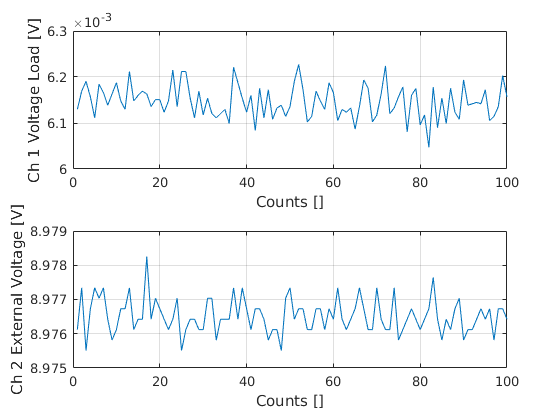 ×10⁻³
6.3
6.2
6.1
6
Ch 1 Voltage Load [V]
0 20 40 60 80 100
Counts []
8.979
8.978
8.977
8.976
8.975
Ch 2 External Voltage [V]
0 20 40 60 80 100
Counts []